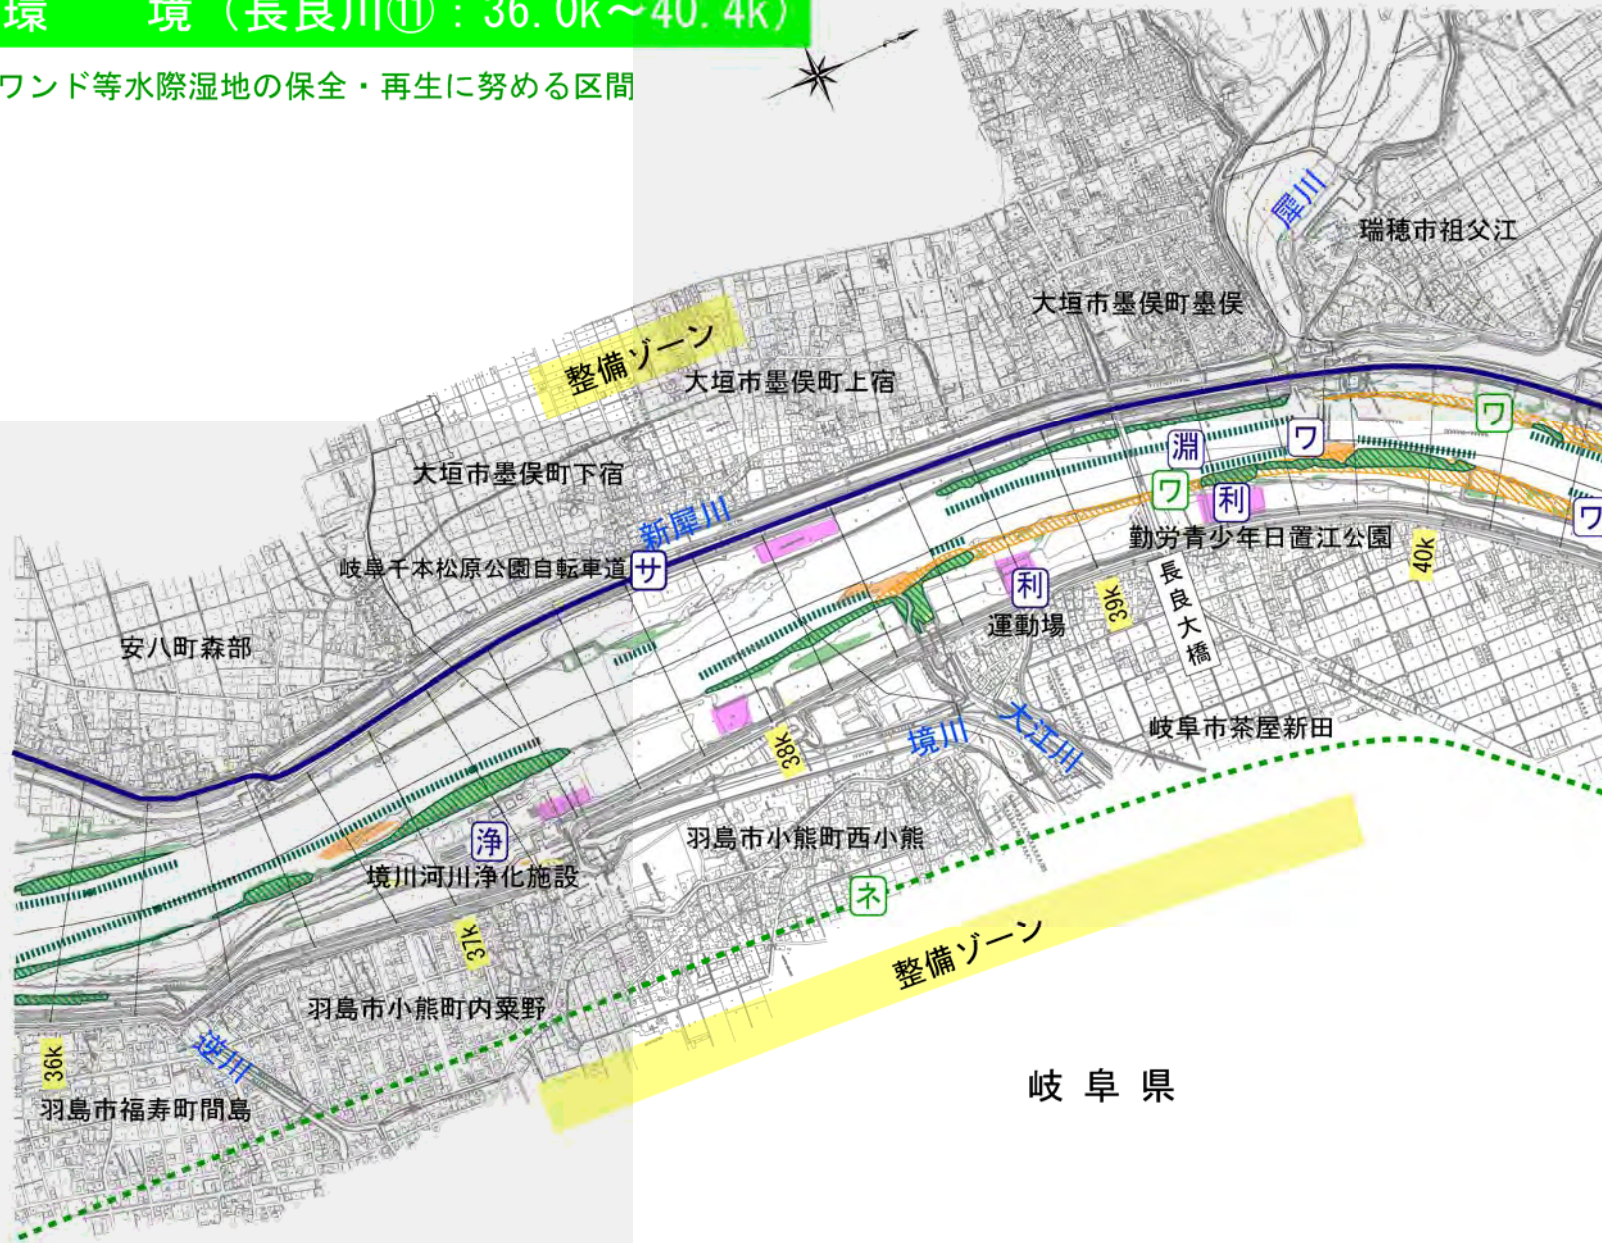 環 境（長良川⑪：36.0k～40.4k）
ワンド等水際湿地の保全・再生に努める区間
犀川
瑞穂市祖父江
大垣市墨俣町墨俣
整備ゾーン
大垣市墨俣町上宿
ワ
ワ
淵
大垣市墨俣町下宿
ワ
利
ワ
新犀川
勤労青少年日置江公園
40k
岐阜千本松原公園自転車道
サ
利
39k
長良大橋
運動場
安八町森部
大江川
境川
岐阜市茶屋新田
38k
浄
羽島市小熊町西小熊
境川河川浄化施設
ネ
37k
整備ゾーン
羽島市小熊町内粟野
逆川
36k
岐阜県
羽島市福寿町間島